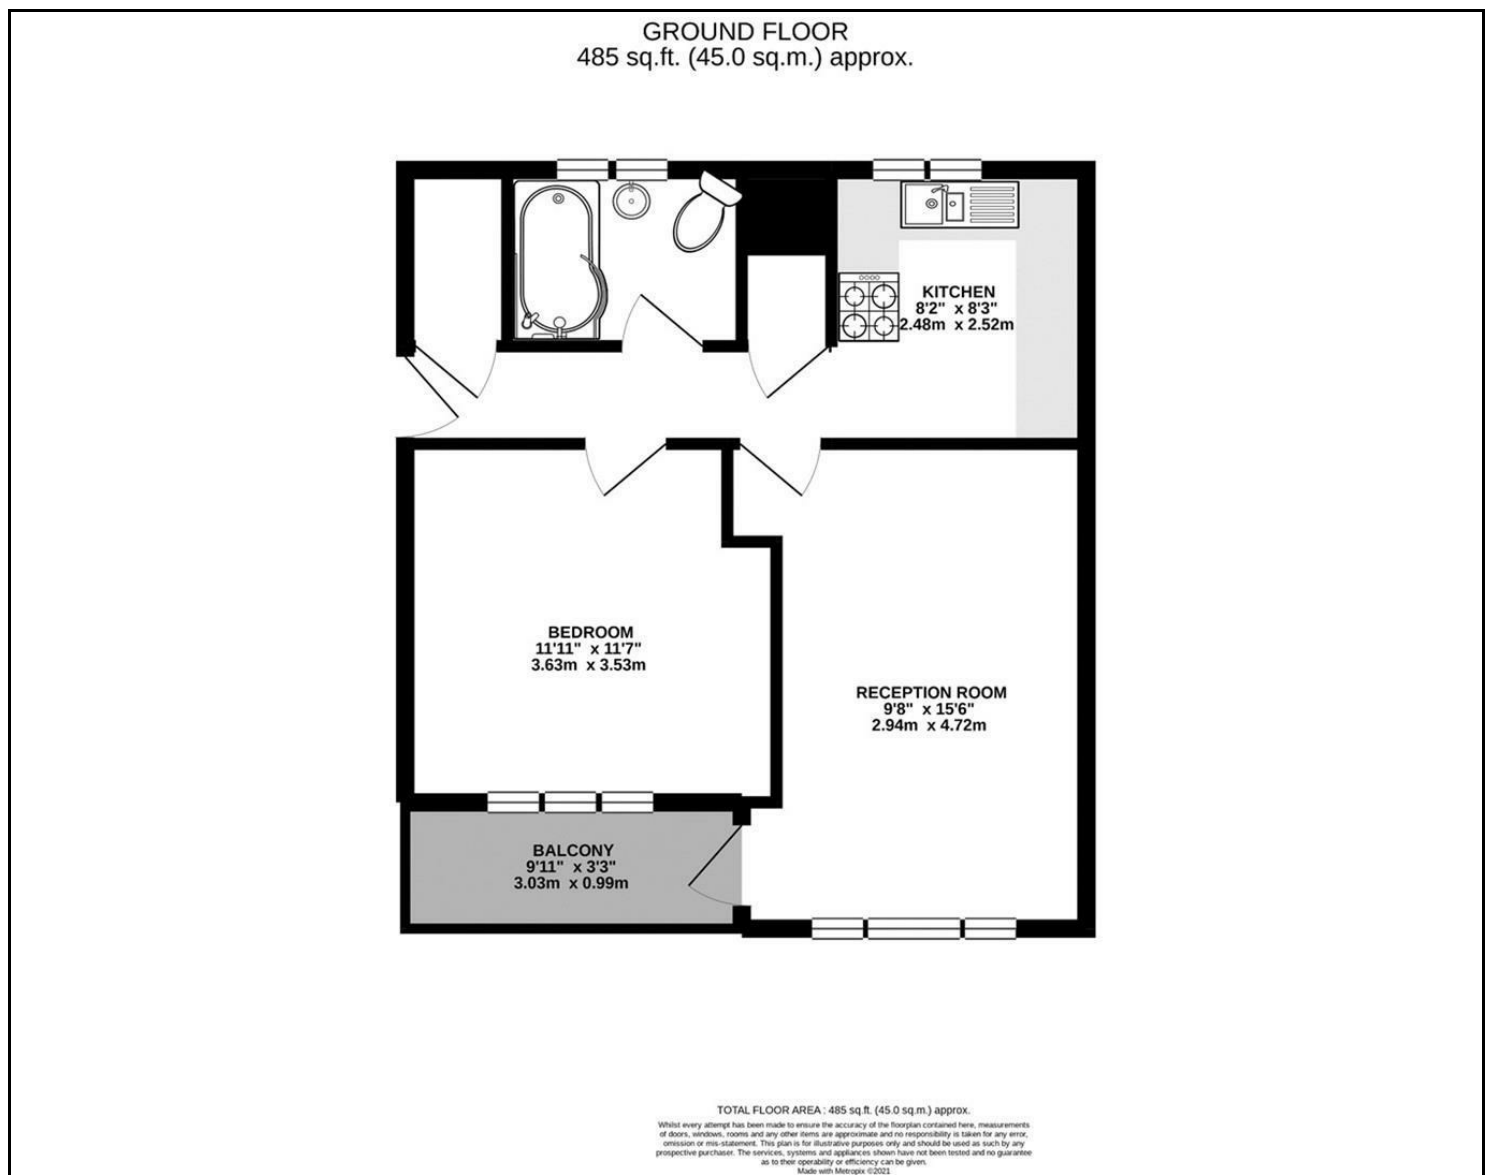 GROUND FLOOR
485 sq.ft. (45.0 sq.m.) approx.
KITCHEN
8'2" x 8'3"
2.48m x 2.52m
BEDROOM
11'11" x 11'7"
3.63m x 3.53m
RECEPTION ROOM
9'8" x 15'6"
2.94m x 4.72m
BALCONY
9'11" x 3'3"
3.03m x 0.99m
TOTAL FLOOR AREA : 485 sq.ft. (45.0 sq.m.) approx.
Whilst every attempt has been made to ensure the accuracy of the floorplan contained here, measurements
of doors, windows, rooms and any other items are approximate and no responsibility is taken for any error,
omission or mis-statement. This plan is for illustrative purposes only and should be used as such by any
prospective purchaser. The services, systems and appliances shown have not been tested and no guarantee
as to their operability or efficiency can be given.
Made with Metropix ©2021